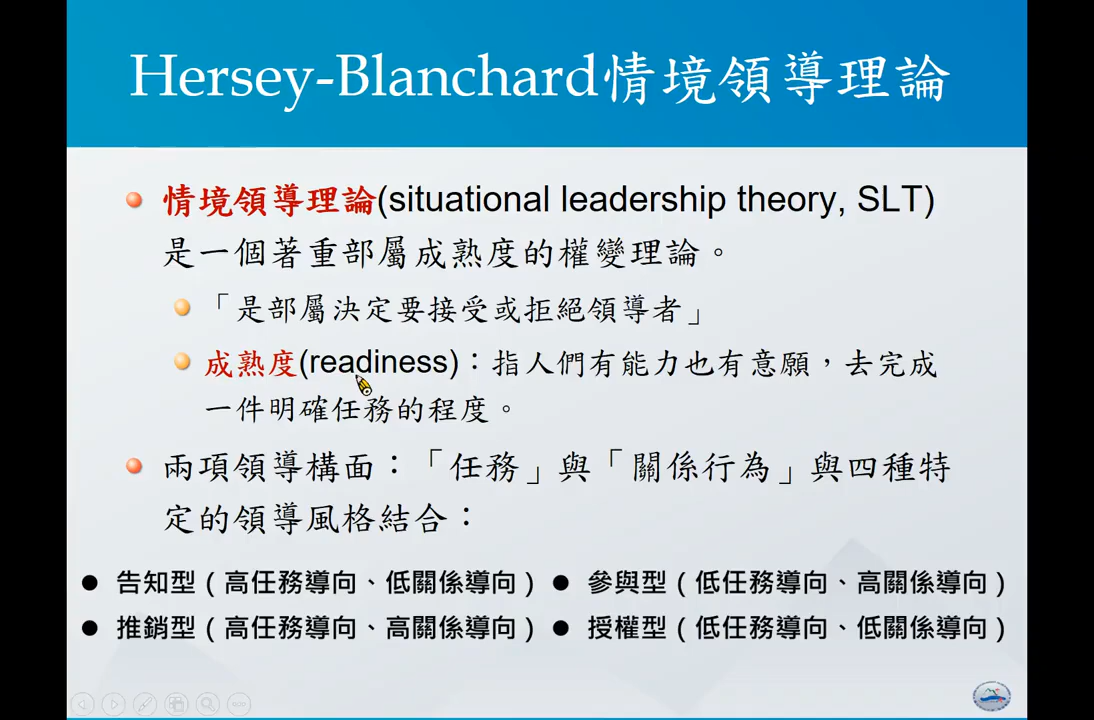 Hersey-Blanchard情境領導理論
情境領導理論(situational leadership theory, SLT)
是一個著重部屬成熟度的權變理論。
「是部屬決定要接受或拒絕領導者」
成熟度(readiness)：指人們有能力也有意願，去完成
一件明確任務的程度。
兩項領導構面：「任務」與「關係行為」與四種特
定的領導風格結合：
● 告知型（高任務導向、低關係導向）● 參與型（低任務導向、高關係導向）
● 推銷型（高任務導向、高關係導向）● 授權型（低任務導向、低關係導向）